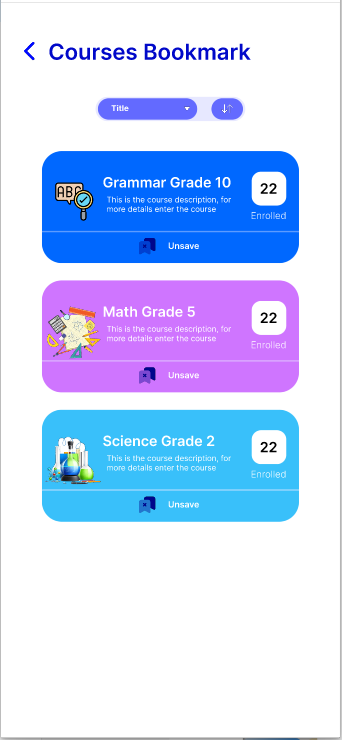 Courses Bookmark
Title
ABC
Grammar Grade 10
This is the course description, for
more details enter the course
22
Enrolled
Unsave
Math Grade 5
This is the course description, for
more details enter the course
22
Enrolled
Unsave
Science Grade 2
This is the course description, for
more details enter the course
22
Enrolled
Unsave